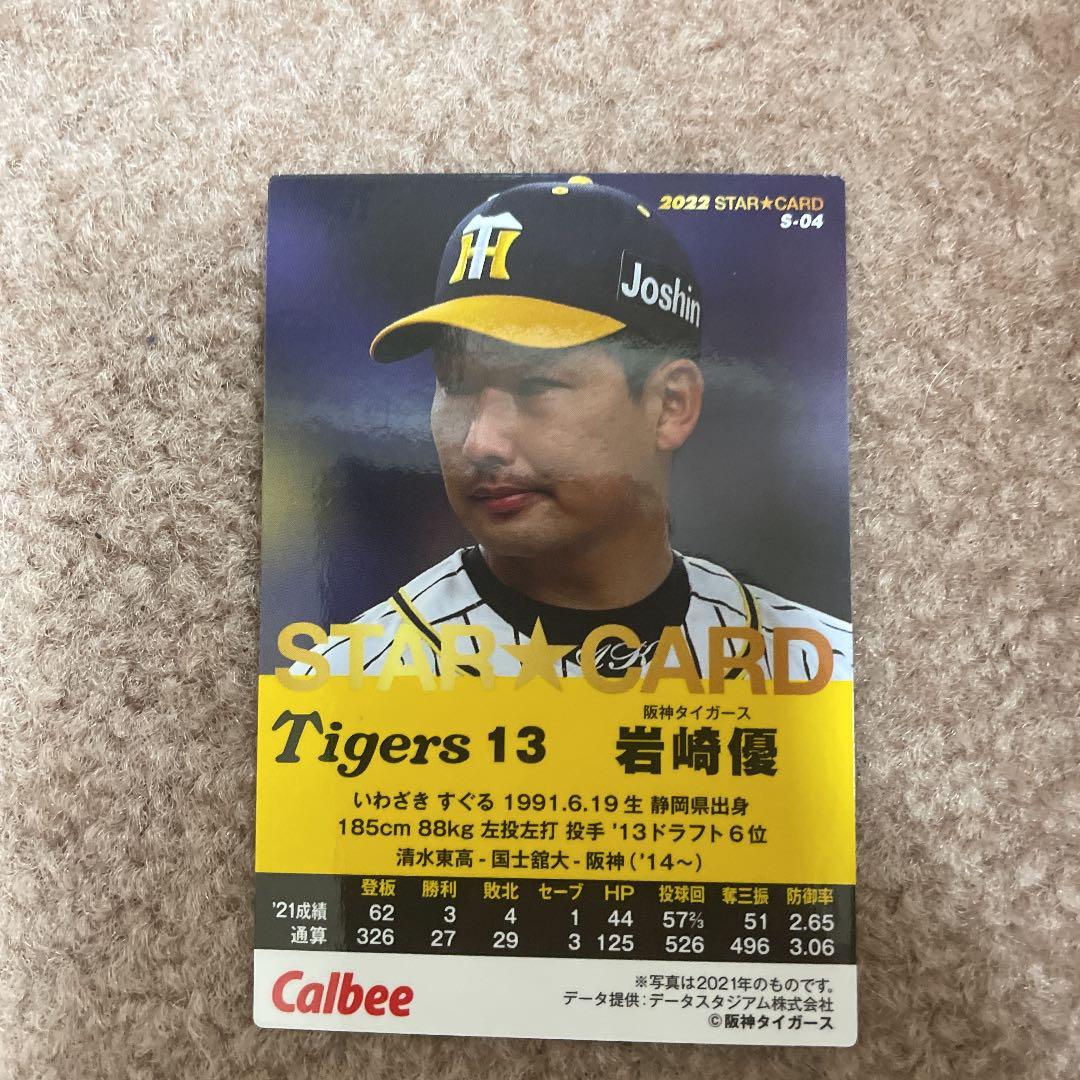 2022 STAR★CARD
S-04
TH
Joshin
STAR★CARD
阪神タイガース
Tigers 13 岩崎優
いわざき すぐる 1991.6.19生 静岡県出身
185cm 88kg 左投左打 投手 '13ドラフト6位
清水東高-国士舘大-阪神('14〜)
登板 勝利 敗北 セーブ HP 投球回 奪三振 防御率
'21成績 62 3 4 1 44 57⅔ 51 2.65
通算 326 27 29 3 125 526 496 3.06
Calbee
※写真は2021年のものです。
データ提供:データスタジアム株式会社
©阪神タイガース